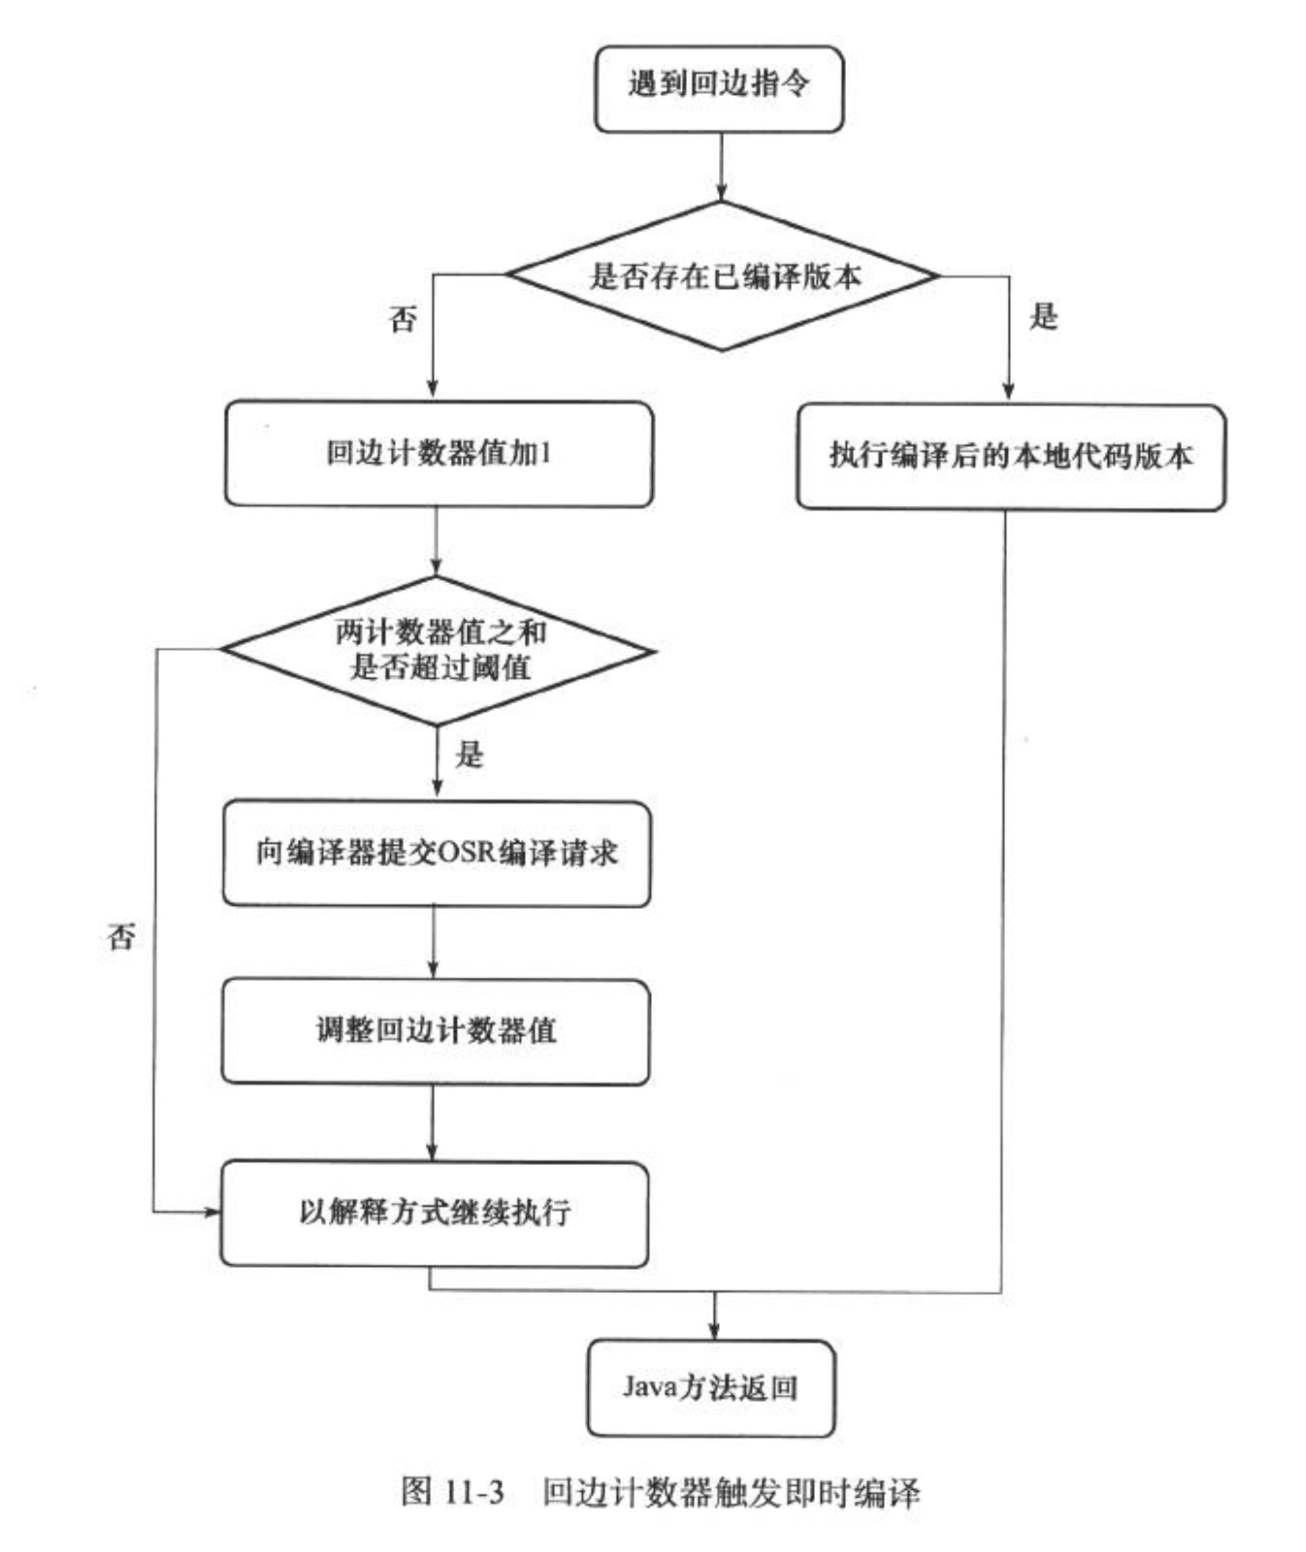 遇到回边指令
是否存在已编译版本
否
是
回边计数器值加1
执行编译后的本地代码版本
两计数器值之和
是否超过阈值
是
向编译器提交OSR编译请求
否
调整回边计数器值
以解释方式继续执行
Java方法返回
图 11-3 回边计数器触发即时编译